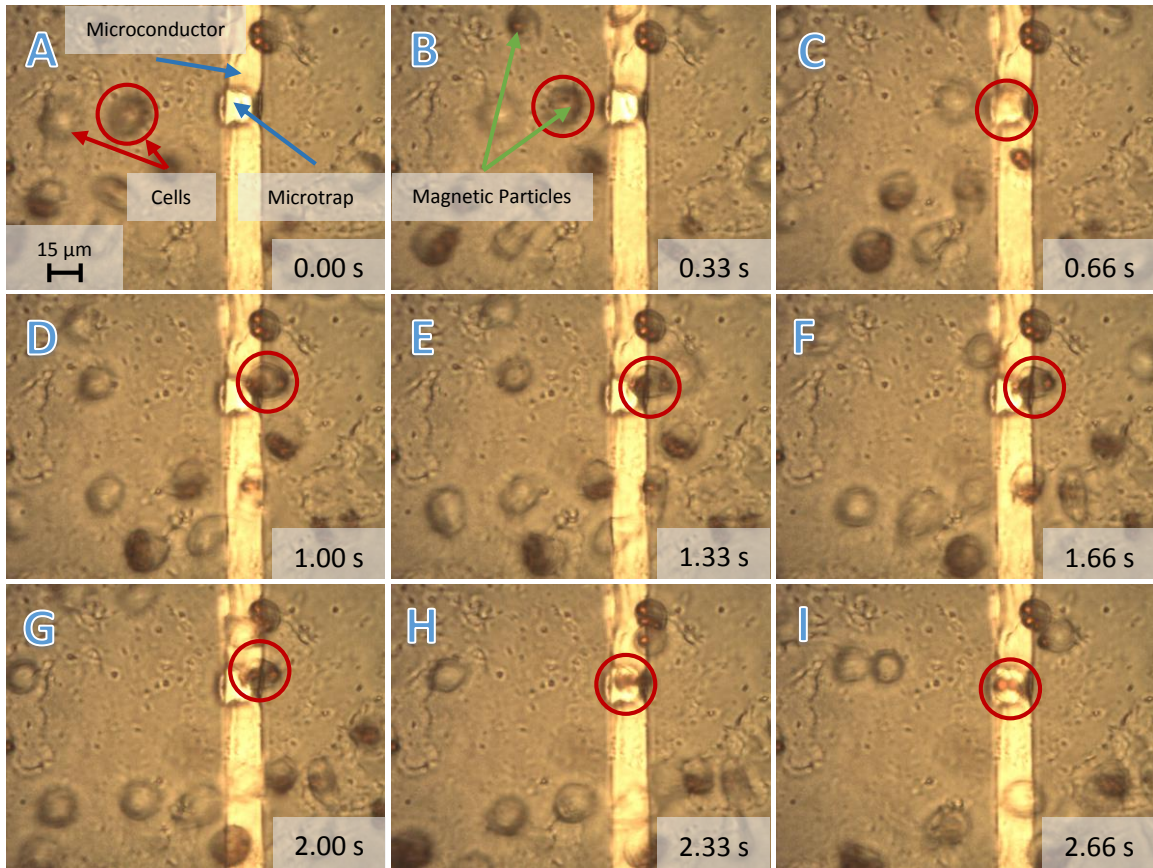 A
Microconductor
Cells
Microtrap
15 µm
0.00 s
B
Magnetic Particles
0.33 s
C
0.66 s
D
1.00 s
E
1.33 s
F
1.66 s
G
2.00 s
H
2.33 s
I
2.66 s